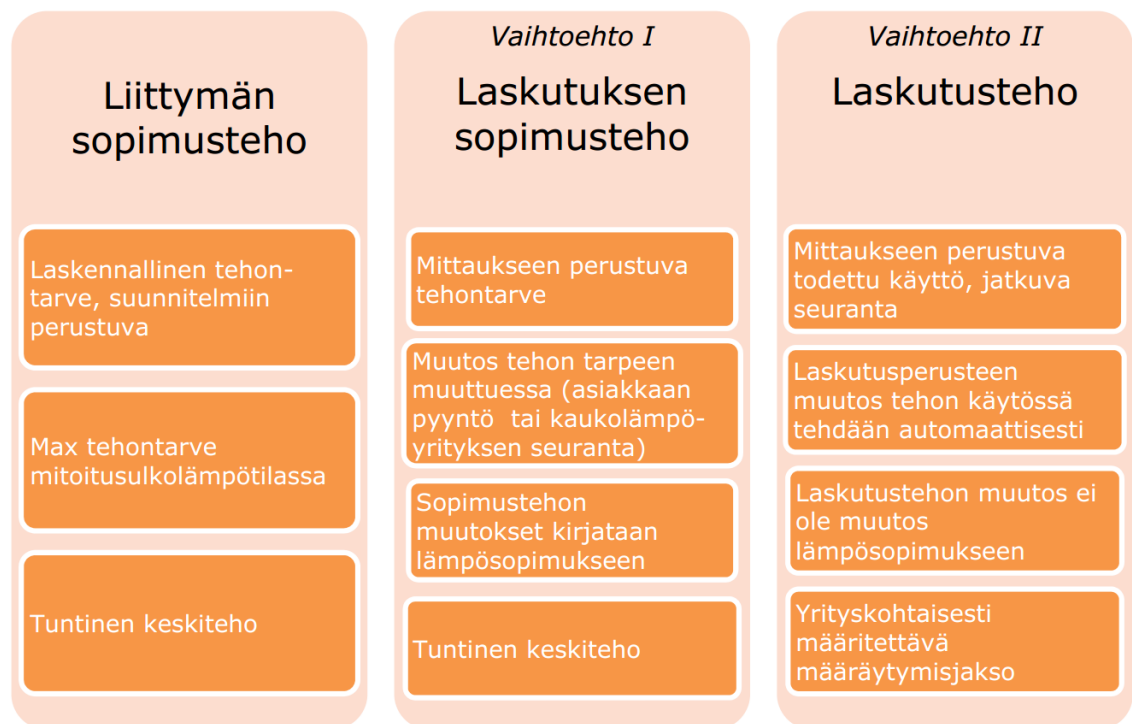 Liittymän
sopimusteho
Laskennallinen tehon-
tarve, suunnitelmiin
perustuva
Max tehontarve
mitoitusulkolämpötilassa
Tuntinen keskiteho
Vaihtoehto I
Laskutuksen
sopimusteho
Mittaukseen perustuva
tehontarve
Muutos tehon tarpeen
muuttuessa (asiakkaan
pyyntö tai kaukolämpö-
yrityksen seuranta)
Sopimustehon
muutokset kirjataan
lämpösopimukseen
Tuntinen keskiteho
Vaihtoehto II
Laskutusteho
Mittaukseen perustuva
todettu käyttö, jatkuva
seuranta
Laskutusperusteen
muutos tehon käytössä
tehdään automaattisesti
Laskutustehon muutos ei
ole muutos
lämpösopimukseen
Yrityskohtaisesti
määritettävä
määräytymisjakso